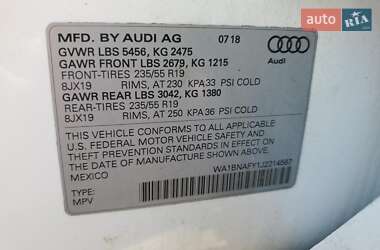 auto RIA.com
MFD. BY AUDI AG 0718
GVWR LBS 5456, KG 2475
GAWR FRONT LBS 2679, KG 1215
Audi
FRONT-TIRES 235/55 R19
8JX19 RIMS, AT 230 KPA33 PSI COLD
GAWR REAR LBS 3042, KG 1380
REAR-TIRES 235/55 R19
8JX19 RIMS, AT 250 KPA 36 PSI COLD
THIS VEHICLE CONFORMS TO ALL APPLICABLE
U.S. FEDERAL MOTOR VEHICLE SAFETY
AND THEFT PREVENTION STANDARDS IN EFFECT
ON THE DATE OF MANUFACTURE SHOWN ABOVE.
MEXICO WA1BNAFY1J2214567
TYPE:
MPV